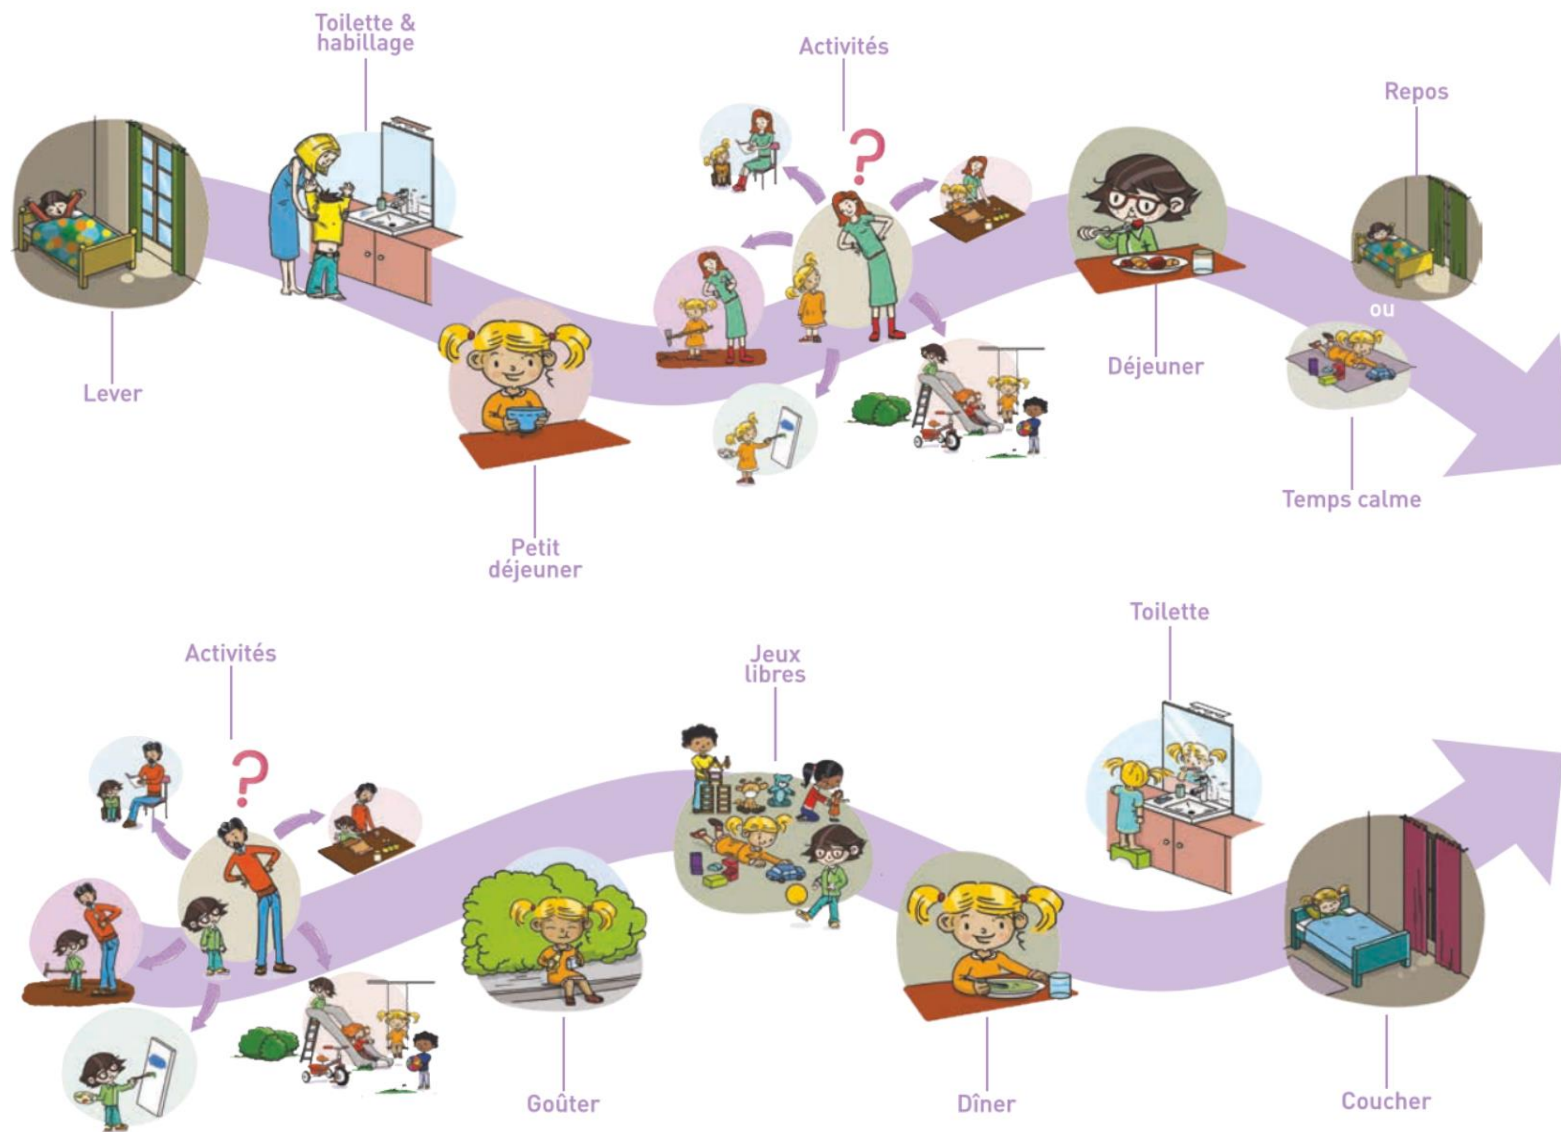 Toilette &
habillage
Activités
?
Repos
ou
Lever
Déjeuner
Temps calme
Petit
déjeuner
Activités
?
Jeux
libres
Toilette
Goûter
Dîner
Coucher